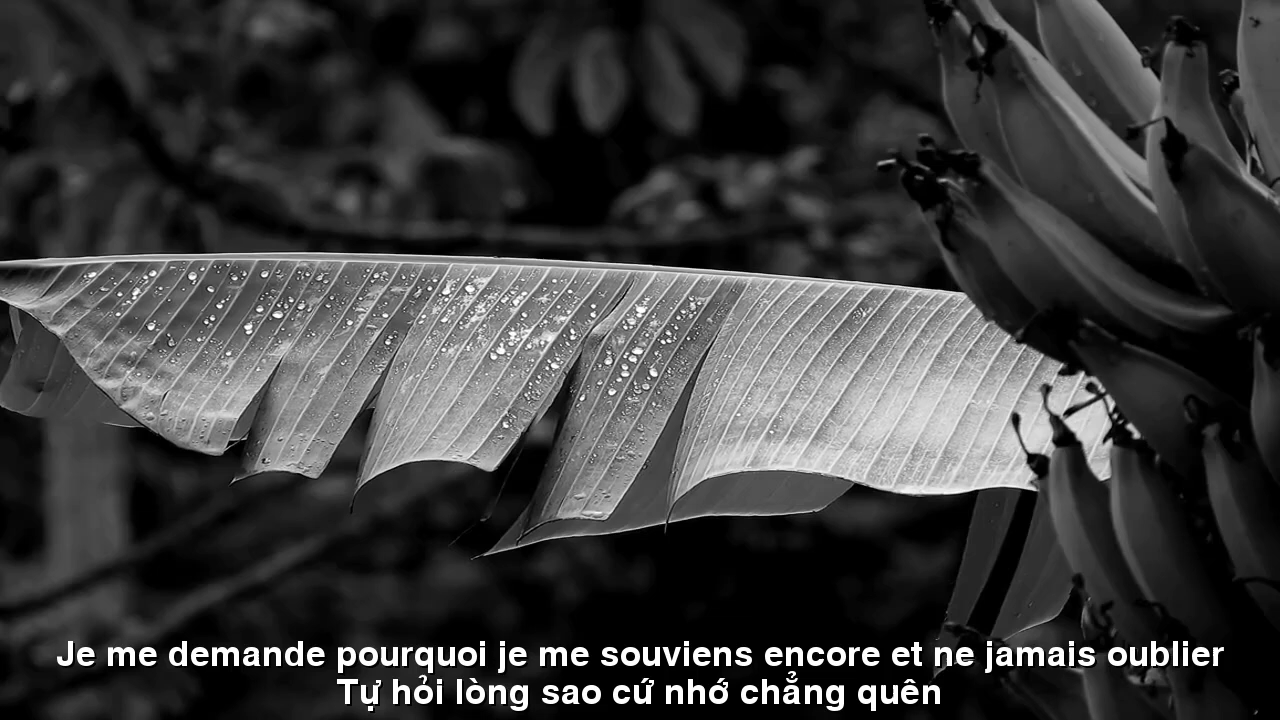 Je me demande pourquoi je me souviens encore et ne jamais oublier
Tự hỏi lòng sao cứ nhớ chẳng quên